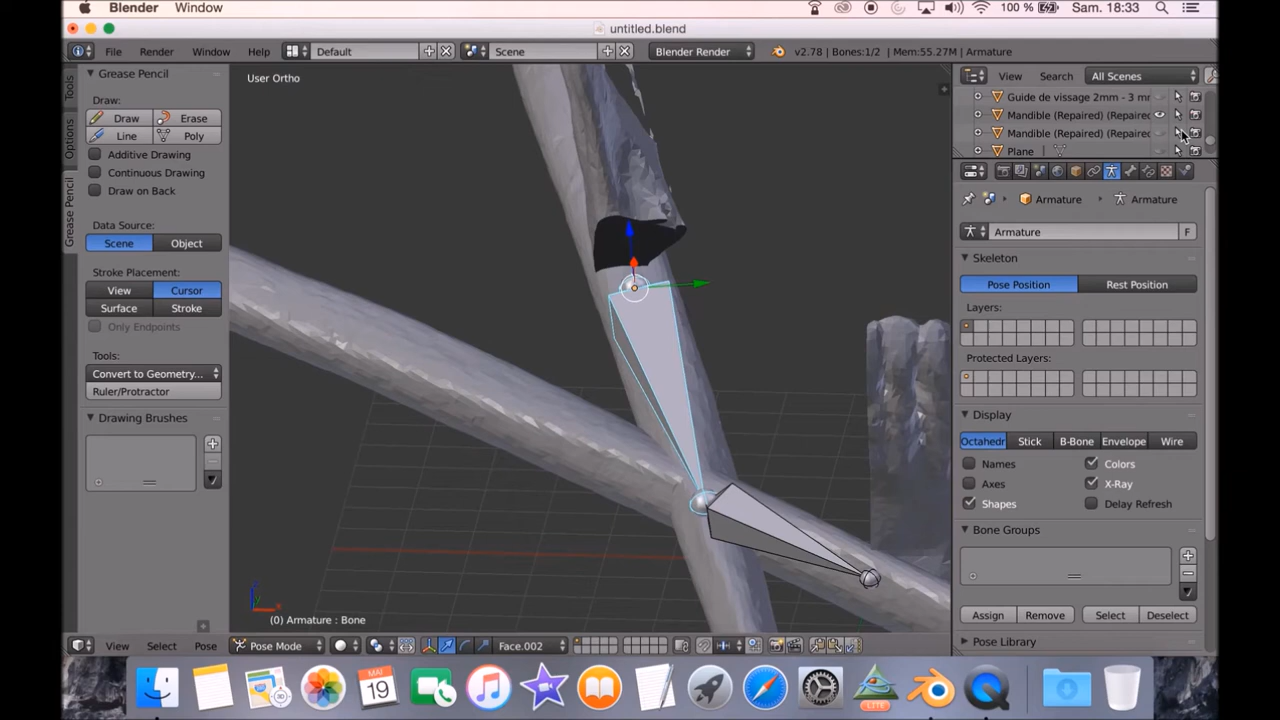 Blender Window 100 % Sam. 18:33
untitled.blend
File Render Window Help Default Scene Blender Render v2.78 | Bones:1/2 | Mem:55.27M | Armature
Tools
Options
Grease Pencil
Grease Pencil
Draw:
Draw Erase
Line Poly
Additive Drawing
Continuous Drawing
Draw on Back
Data Source:
Scene Object
Stroke Placement:
View Cursor
Surface Stroke
Only Endpoints
Tools:
Convert to Geometry...
Ruler/Protractor
Drawing Brushes
User Ortho
(0) Armature : Bone
View Select Pose Pose Mode Face.002
View Search All Scenes
Guide de vissage 2mm - 3 m
Mandible (Repaired) (Repaired
Mandible (Repaired) (Repaired
Plane
Armature Armature
Armature F
Skeleton
Pose Position Rest Position
Layers:
Protected Layers:
Display
Octahedr Stick B-Bone Envelope Wire
Names Colors
Axes X-Ray
Shapes Delay Refresh
Bone Groups
Assign Remove Select Deselect
Pose Library
MAI
19
LITE